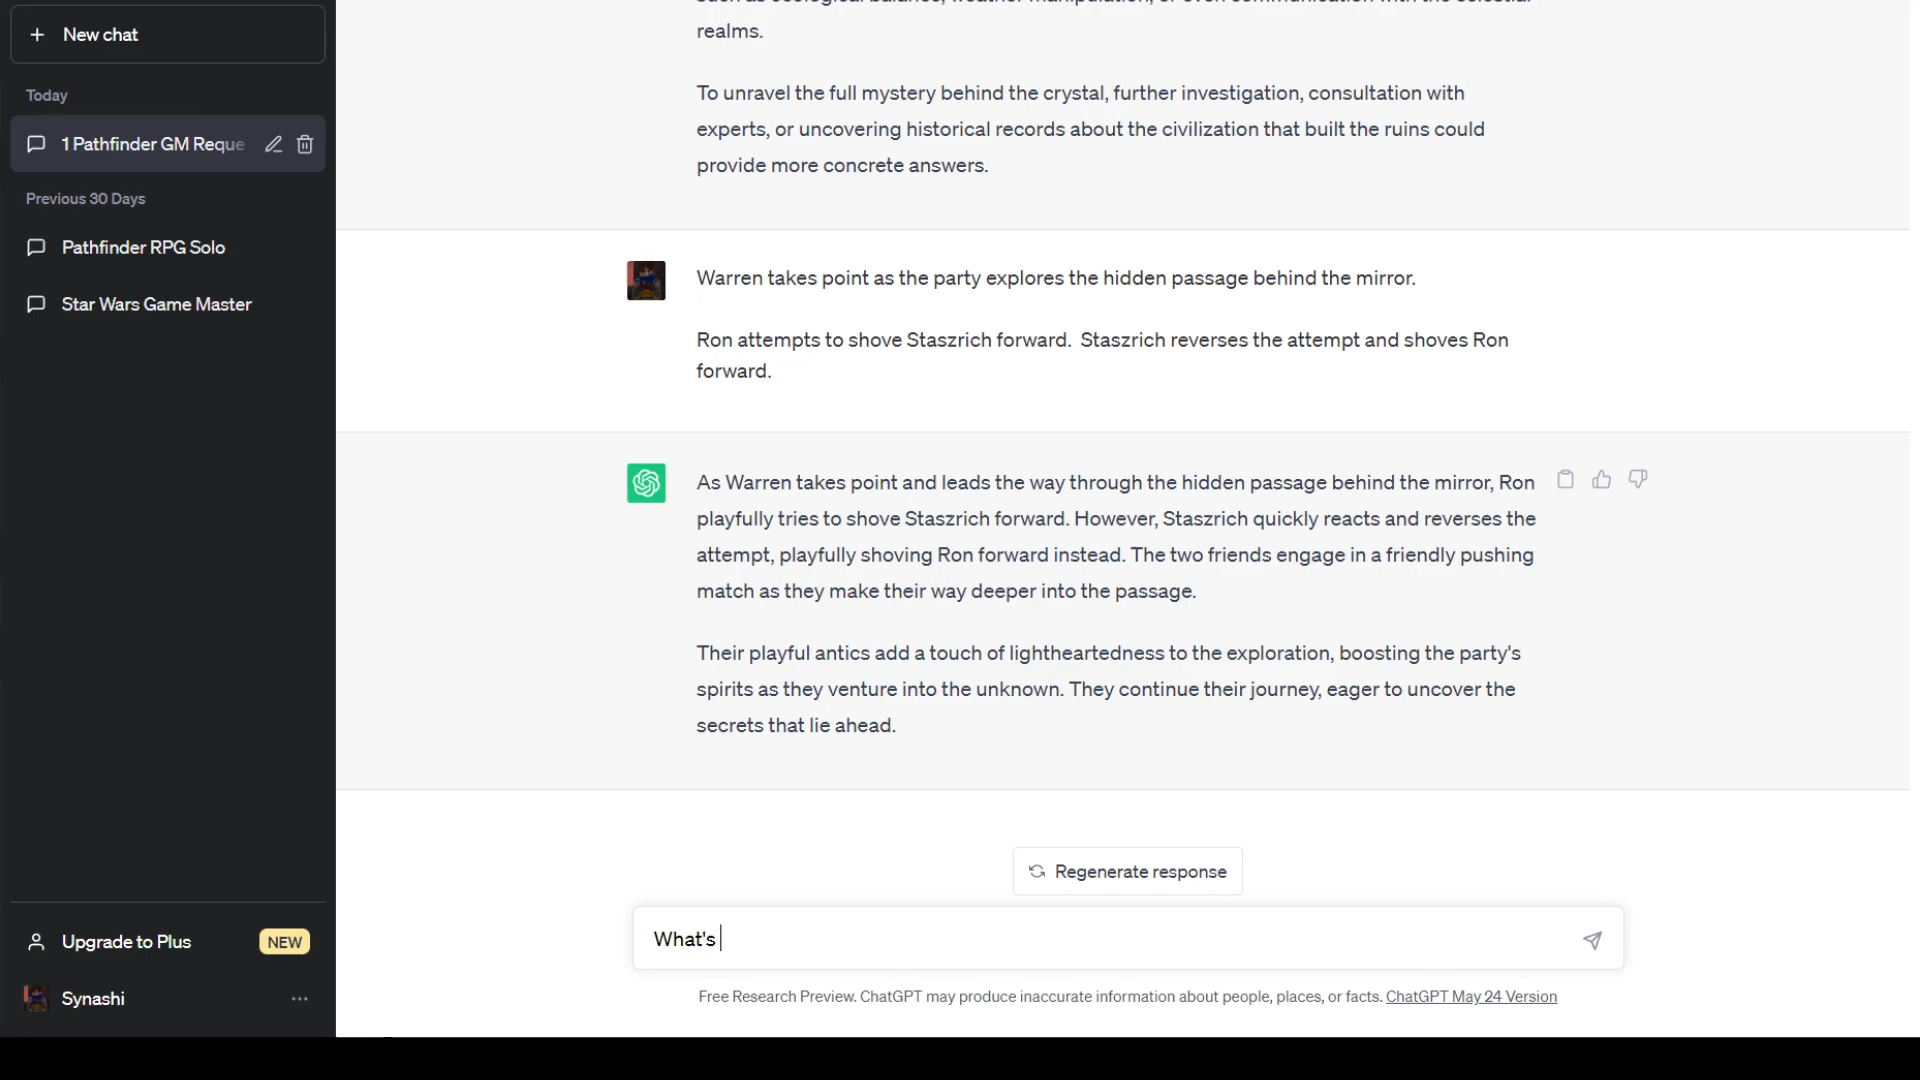 New chat
Today
1 Pathfinder GM Reque
Previous 30 Days
Pathfinder RPG Solo
Star Wars Game Master
Upgrade to Plus
NEW
Synashi
realms.
To unravel the full mystery behind the crystal, further investigation, consultation with
experts, or uncovering historical records about the civilization that built the ruins could
provide more concrete answers.
Warren takes point as the party explores the hidden passage behind the mirror.
Ron attempts to shove Staszrich forward.  Staszrich reverses the attempt and shoves Ron
forward.
As Warren takes point and leads the way through the hidden passage behind the mirror, Ron
playfully tries to shove Staszrich forward. However, Staszrich quickly reacts and reverses the
attempt, playfully shoving Ron forward instead. The two friends engage in a friendly pushing
match as they make their way deeper into the passage.
Their playful antics add a touch of lightheartedness to the exploration, boosting the party's
spirits as they venture into the unknown. They continue their journey, eager to uncover the
secrets that lie ahead.
Regenerate response
What's
Free Research Preview. ChatGPT may produce inaccurate information about people, places, or facts. ChatGPT May 24 Version